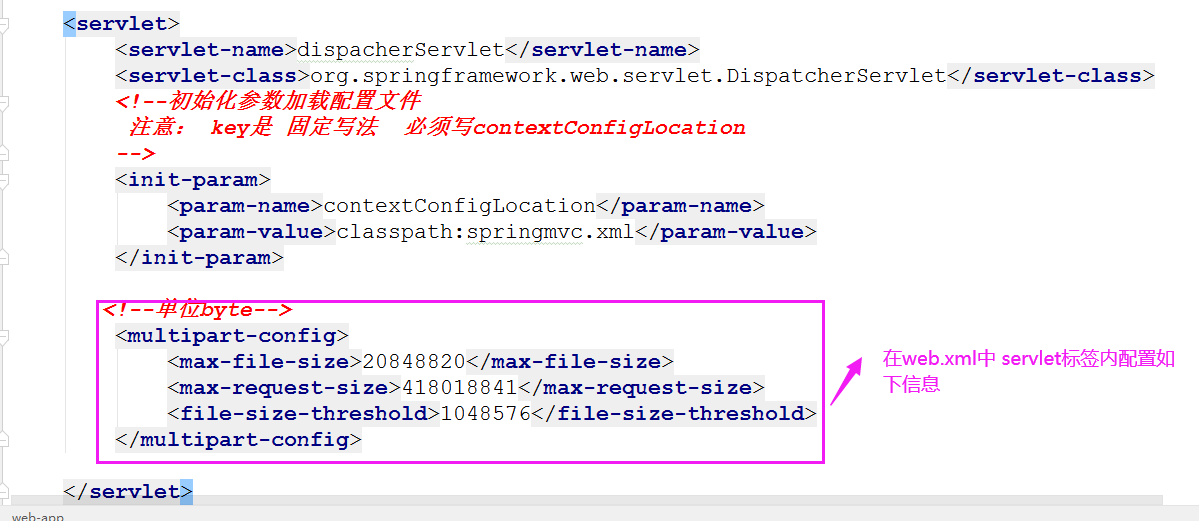 <servlet>
<servlet-name>dispacherServlet</servlet-name>
<servlet-class>org.springframework.web.servlet.DispatcherServlet</servlet-class>
<!--初始化参数加载配置文件
注意： key是 固定写法 必须写contextConfigLocation
-->
<init-param>
<param-name>contextConfigLocation</param-name>
<param-value>classpath:springmvc.xml</param-value>
</init-param>
<!--单位byte-->
<multipart-config>
<max-file-size>20848820</max-file-size>
<max-request-size>418018841</max-request-size>
<file-size-threshold>1048576</file-size-threshold>
</multipart-config>
在web.xml中 servlet标签内配置如
下信息
</servlet>
web-app